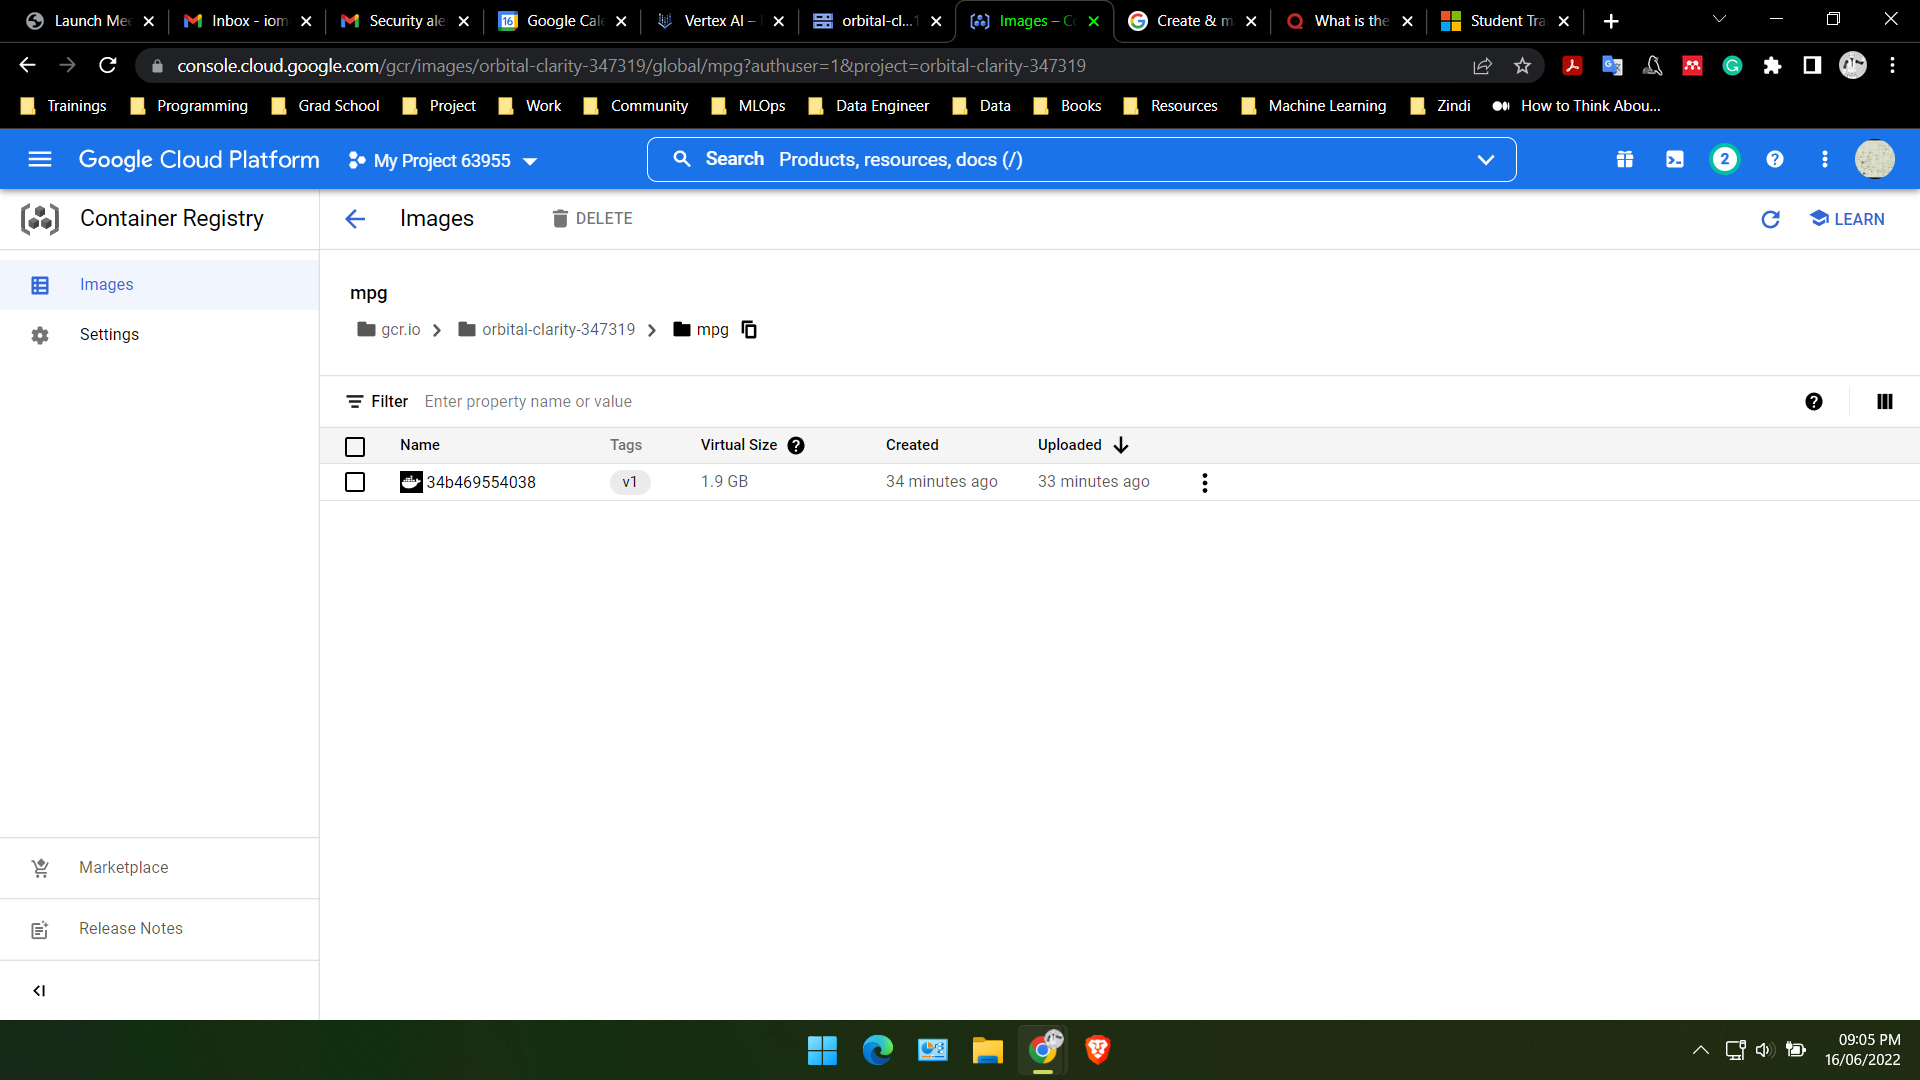 Launch Mee
Inbox - iom
Security ale
16
Google Cale
Vertex AI –
orbital-cl...1
Images – Co
Create & m
What is the
Student Tra
console.cloud.google.com/gcr/images/orbital-clarity-347319/global/mpg?authuser=1&project=orbital-clarity-347319
Trainings
Programming
Grad School
Project
Work
Community
MLOps
Data Engineer
Data
Books
Resources
Machine Learning
Zindi
How to Think Abou...
Google Cloud Platform
My Project 63955
Search Products, resources, docs (/)
2
Container Registry
Images
DELETE
LEARN
Images
Settings
mpg
gcr.io
orbital-clarity-347319
mpg
Filter Enter property name or value
Name Tags Virtual Size Created Uploaded
34b469554038 v1 1.9 GB 34 minutes ago 33 minutes ago
Marketplace
Release Notes
09:05 PM
16/06/2022